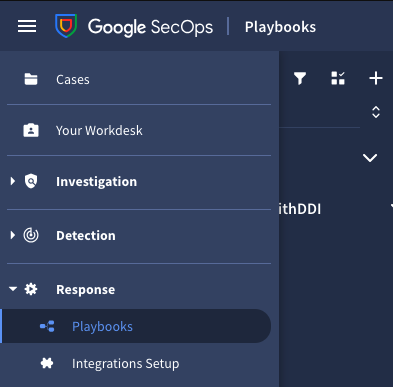 Google SecOps | Playbooks
Cases
Your Workdesk
Investigation
ithDDI
Detection
Response
Playbooks
Integrations Setup